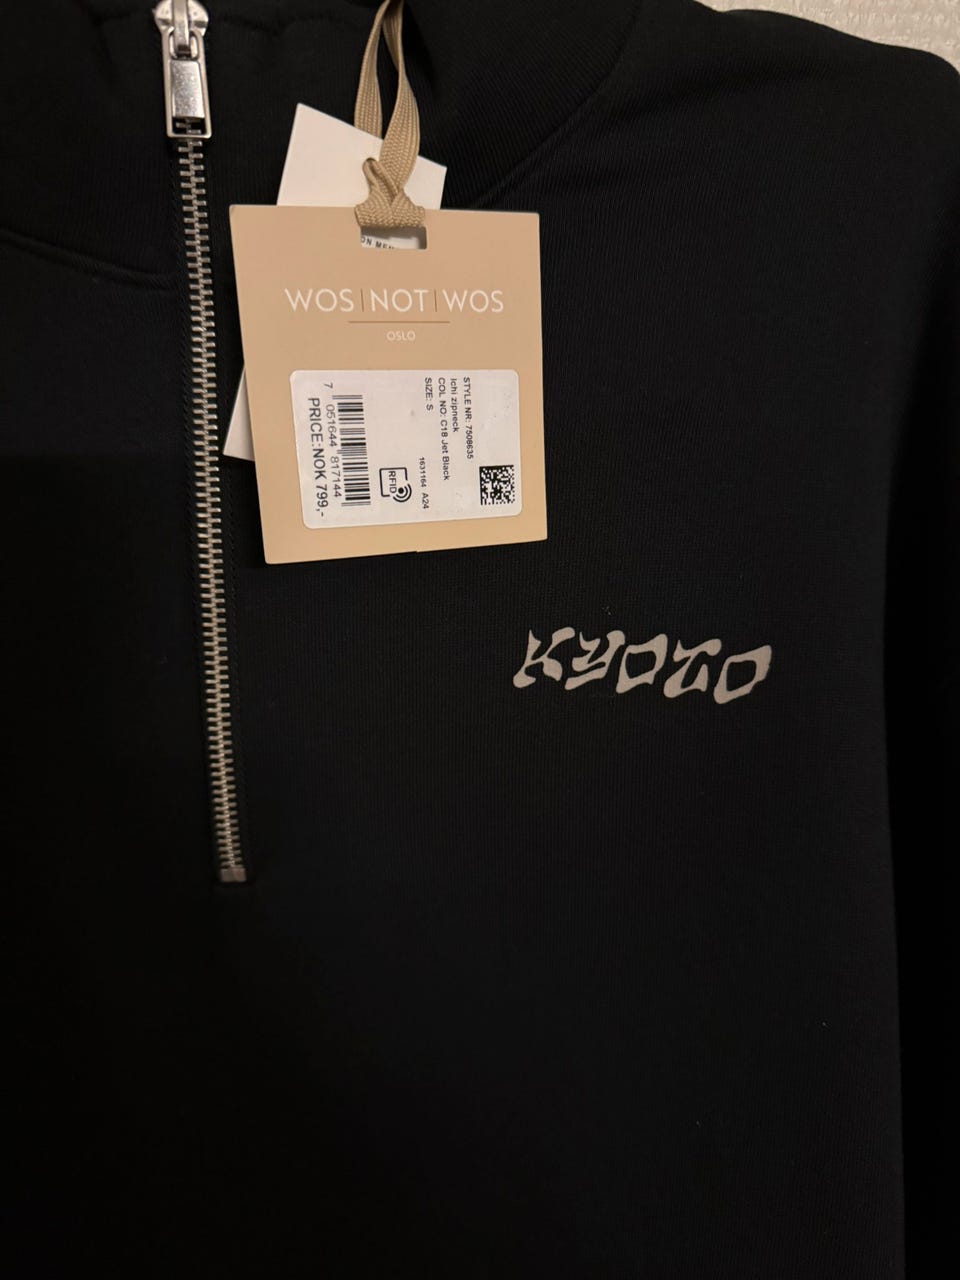 WOS|NOT|WOS
OSLO
STYLE NR: 7508635
Ichi zipneck
COL NO: C18 Jet Black
SIZE: S
1631164 A24
RFID
7 051644 817144
PRICE:NOK 799,-
KYOTO